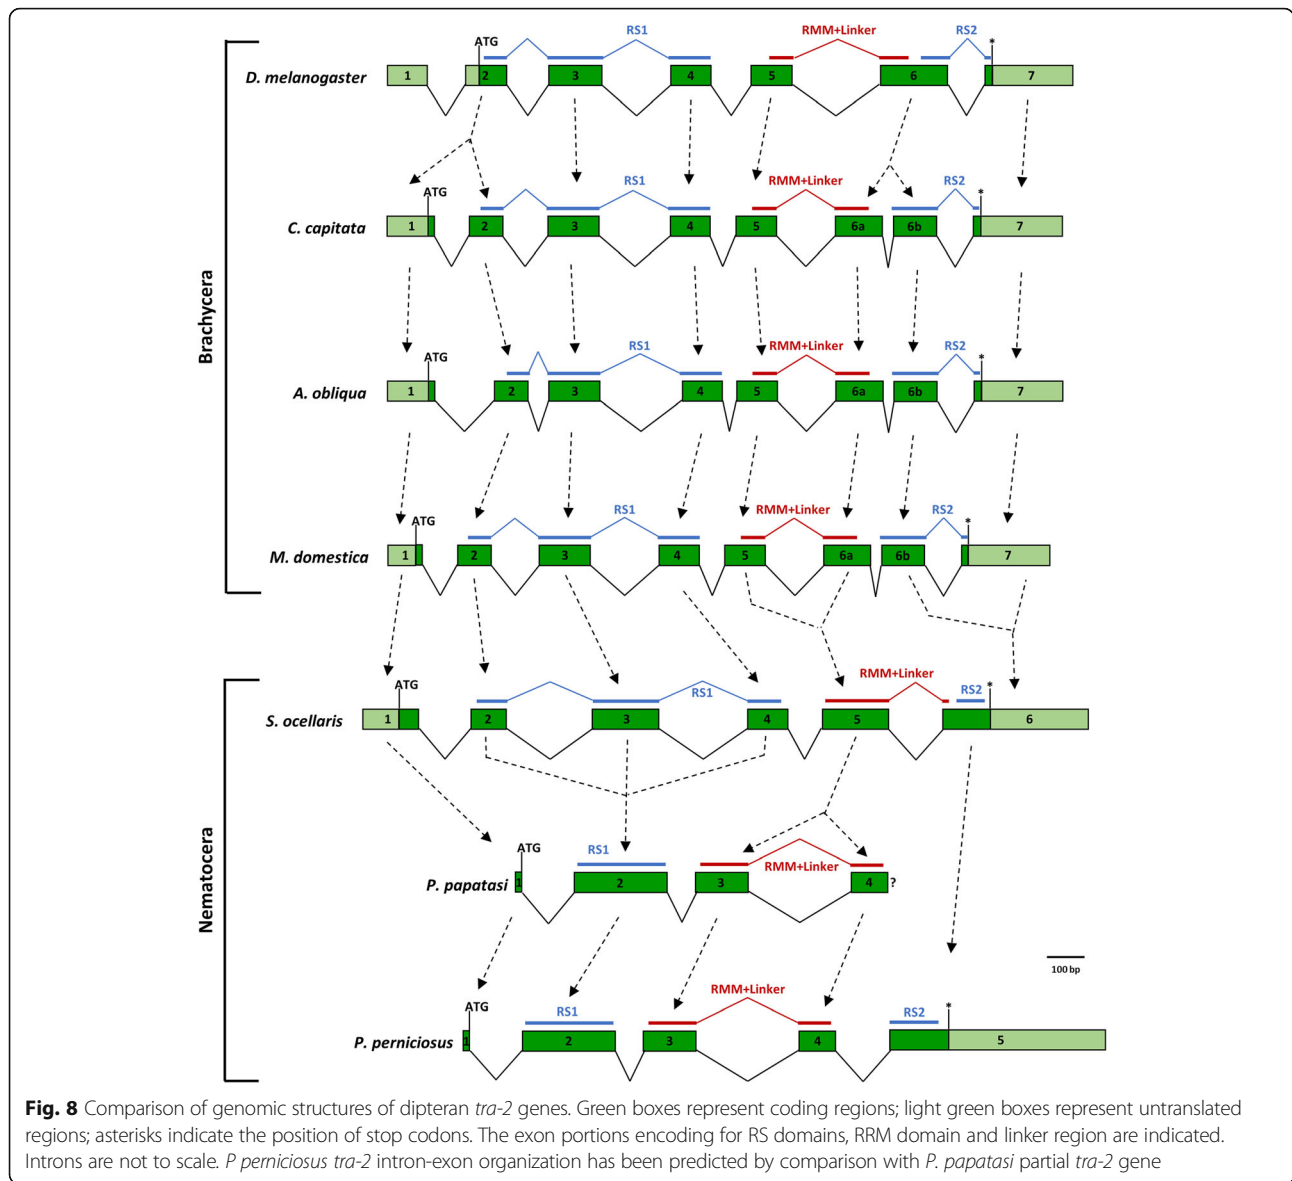 RS1 RMM+Linker RS2
ATG *
D. melanogaster 1 2 3 4 5 6 7
RS1 RMM+Linker RS2
ATG *
C. capitata 1 2 3 4 5 6a 6b 7
Brachycera
RS1 RMM+Linker RS2
ATG *
A. obliqua 1 2 3 4 5 6a 6b 7
RS1 RMM+Linker RS2
ATG *
M. domestica 1 2 3 4 5 6a 6b 7
RMM+Linker
ATG RS1 RS2 *
S. ocellaris 1 2 3 4 5 6
Nematocera
ATG RS1 RMM+Linker
P. papatasi 1 2 3 4 ?
100 bp
RMM+Linker
ATG RS1 RS2 *
P. perniciosus 1 2 3 4 5
Fig. 8 Comparison of genomic structures of dipteran tra-2 genes. Green boxes represent coding regions; light green boxes represent untranslated
regions; asterisks indicate the position of stop codons. The exon portions encoding for RS domains, RRM domain and linker region are indicated.
Introns are not to scale. P perniciosus tra-2 intron-exon organization has been predicted by comparison with P. papatasi partial tra-2 gene